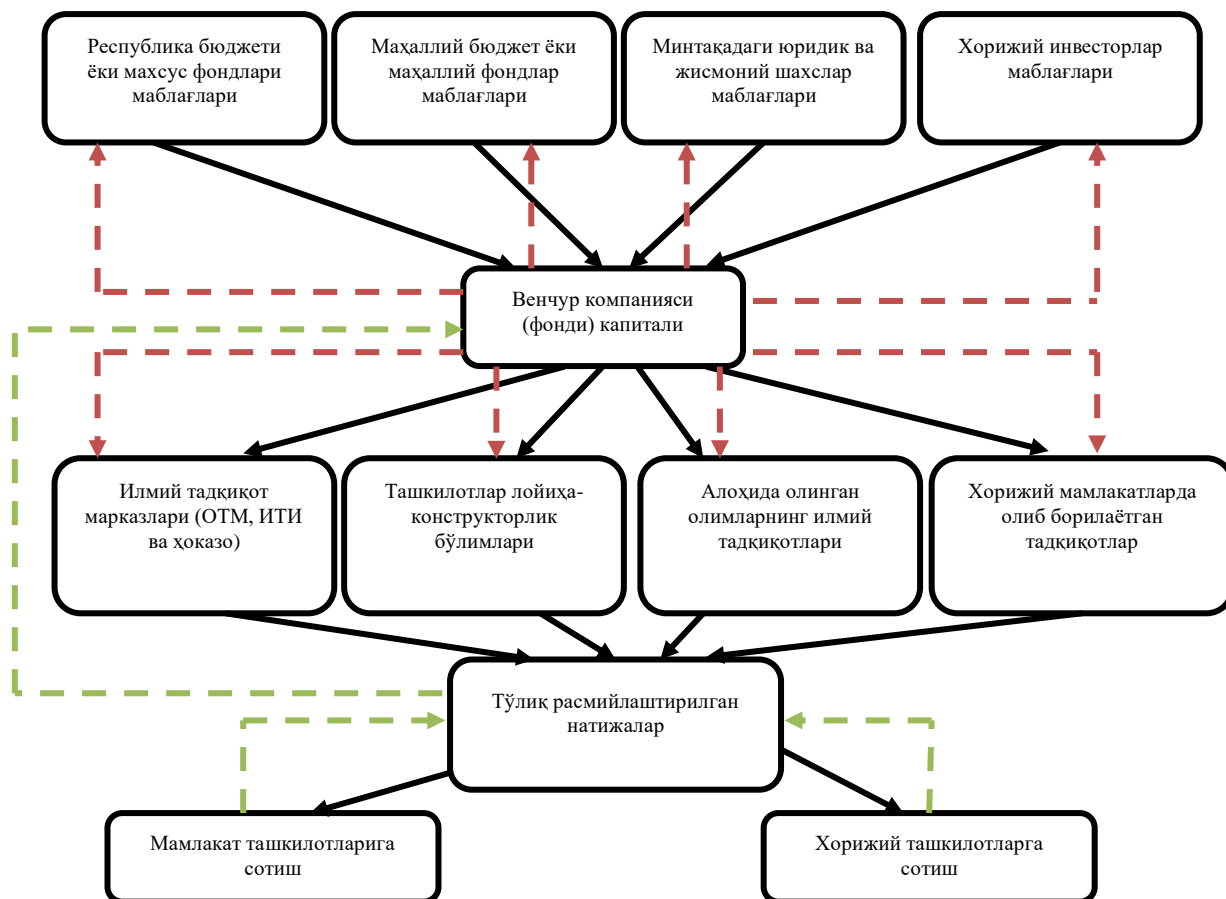 Республика бюджети
ёки махсус фондлари
маблағлари
Маҳаллий бюджет ёки
маҳаллий фондлар
маблағлари
Минтақадаги юридик ва
жисмоний шахслар
маблағлари
Хорижий инвесторлар
маблағлари
Венчур компанияси
(фонди) капитали
Илмий тадқиқот
марказлари (ОТМ, ИТИ
ва ҳоказо)
Ташкилотлар лойиҳа-
конструкторлик
бўлимлари
Алоҳида олинган
олимларнинг илмий
тадқиқотлари
Хорижий мамлакатларда
олиб борилаётган
тадқиқотлар
Тўлиқ расмийлаштирилган
натижалар
Мамлакат ташкилотларига
сотиш
Хорижий ташкилотларга
сотиш